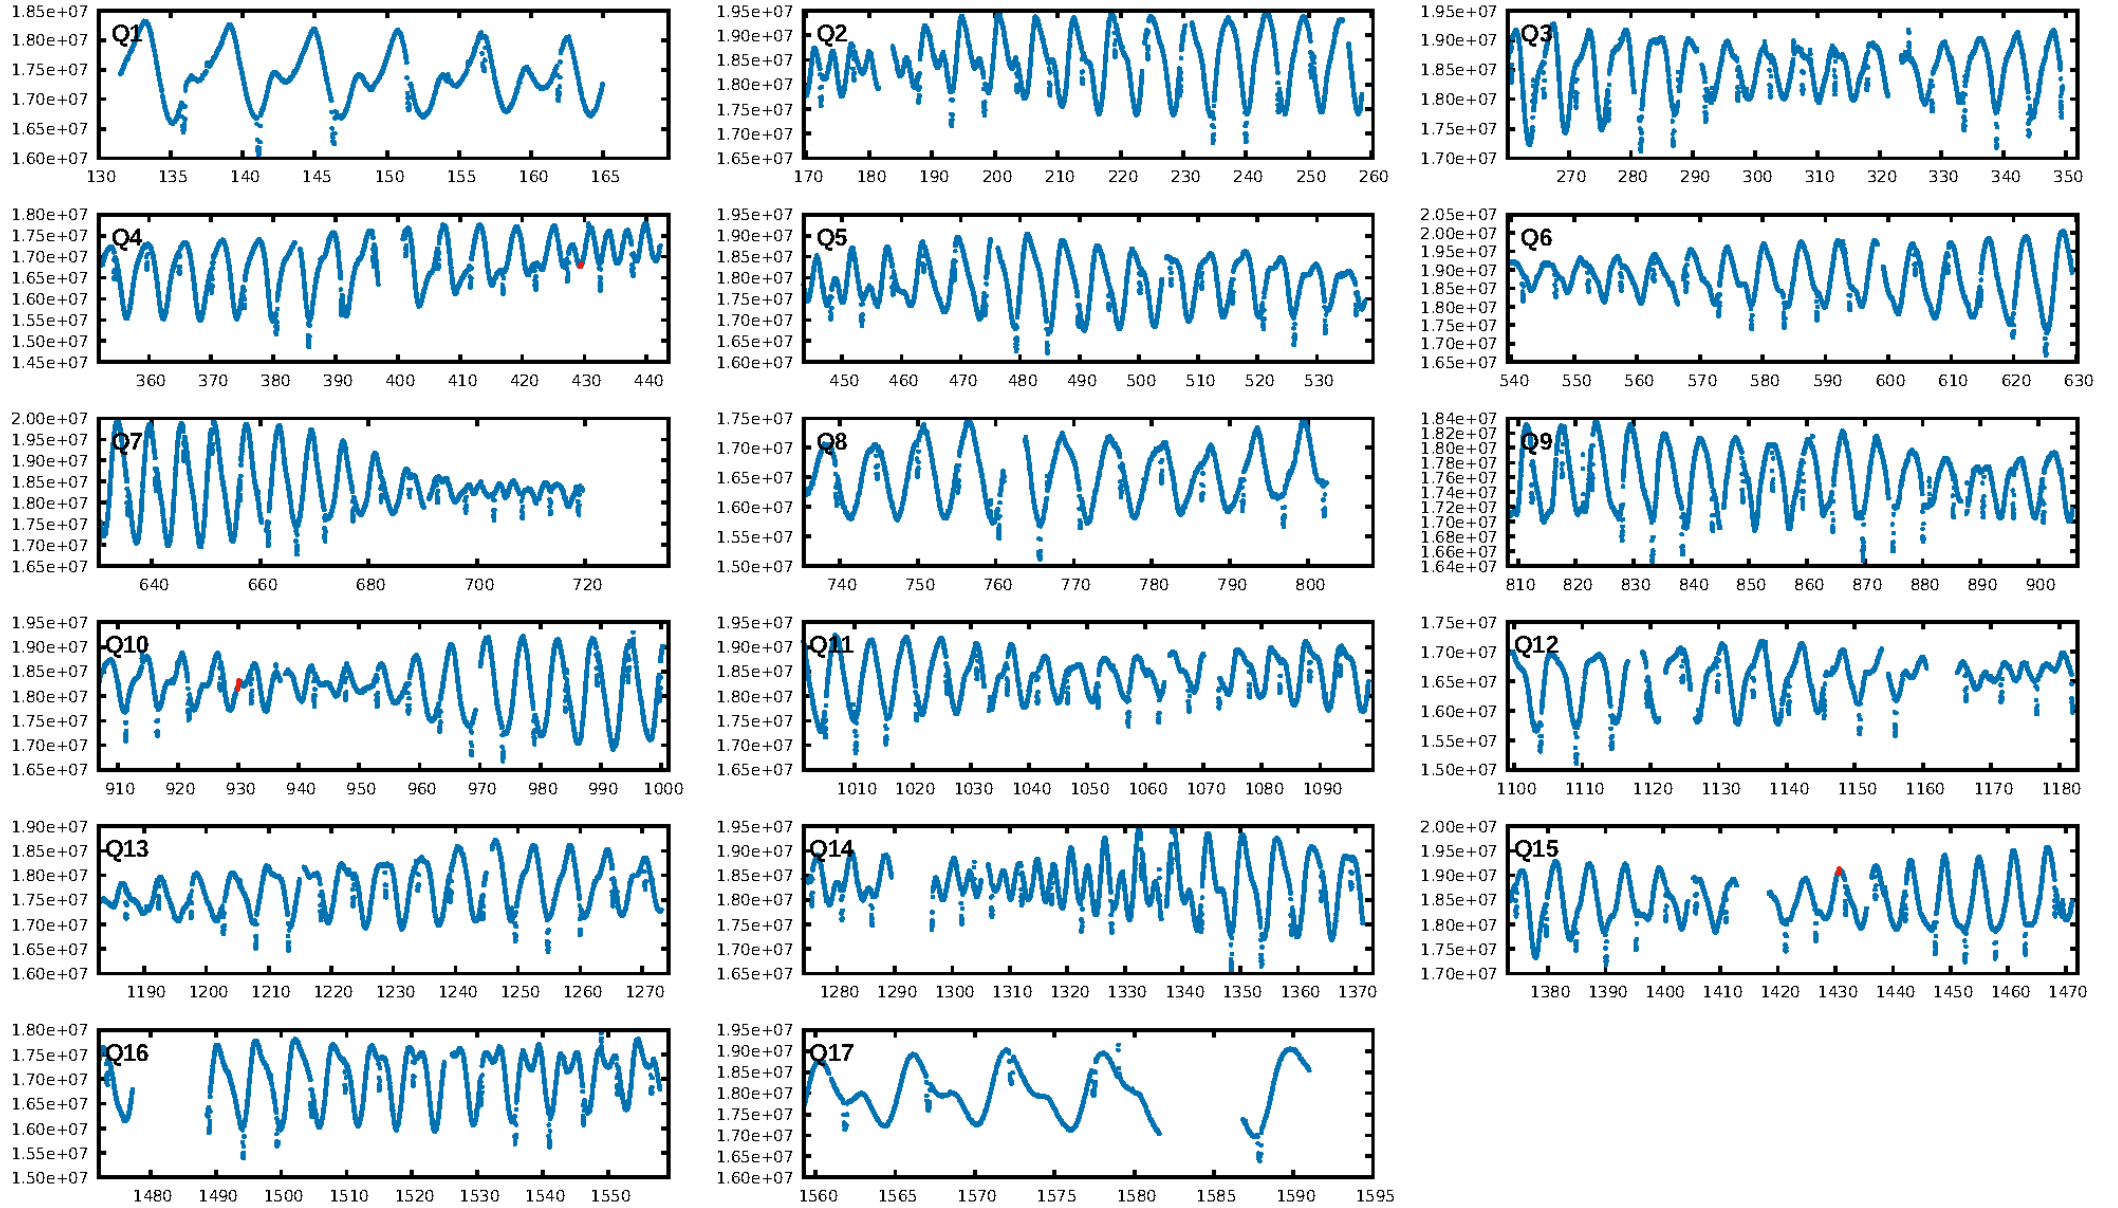 1.85e+07 1.80e+07 1.75e+07 1.70e+07 1.65e+07 1.60e+07
Q1
130 135 140 145 150 155 160 165
1.95e+07 1.90e+07 1.85e+07 1.80e+07 1.75e+07 1.70e+07 1.65e+07
Q2
170 180 190 200 210 220 230 240 250 260
1.95e+07 1.90e+07 1.85e+07 1.80e+07 1.75e+07 1.70e+07
Q3
270 280 290 300 310 320 330 340 350
1.80e+07 1.75e+07 1.70e+07 1.65e+07 1.60e+07 1.55e+07 1.50e+07 1.45e+07
Q4
360 370 380 390 400 410 420 430 440
1.95e+07 1.90e+07 1.85e+07 1.80e+07 1.75e+07 1.70e+07 1.65e+07 1.60e+07
Q5
450 460 470 480 490 500 510 520 530
2.05e+07 2.00e+07 1.95e+07 1.90e+07 1.85e+07 1.80e+07 1.75e+07 1.70e+07 1.65e+07
Q6
540 550 560 570 580 590 600 610 620 630
2.00e+07 1.95e+07 1.90e+07 1.85e+07 1.80e+07 1.75e+07 1.70e+07 1.65e+07
Q7
640 660 680 700 720
1.75e+07 1.70e+07 1.65e+07 1.60e+07 1.55e+07 1.50e+07
Q8
740 750 760 770 780 790 800
1.84e+07 1.82e+07 1.80e+07 1.78e+07 1.76e+07 1.74e+07 1.72e+07 1.70e+07 1.68e+07 1.66e+07 1.64e+07
Q9
810 820 830 840 850 860 870 880 890 900
1.95e+07 1.90e+07 1.85e+07 1.80e+07 1.75e+07 1.70e+07 1.65e+07
Q10
910 920 930 940 950 960 970 980 990 1000
1.95e+07 1.90e+07 1.85e+07 1.80e+07 1.75e+07 1.70e+07 1.65e+07
Q11
1010 1020 1030 1040 1050 1060 1070 1080 1090
1.75e+07 1.70e+07 1.65e+07 1.60e+07 1.55e+07 1.50e+07
Q12
1100 1110 1120 1130 1140 1150 1160 1170 1180
1.90e+07 1.85e+07 1.80e+07 1.75e+07 1.70e+07 1.65e+07 1.60e+07
Q13
1190 1200 1210 1220 1230 1240 1250 1260 1270
1.95e+07 1.90e+07 1.85e+07 1.80e+07 1.75e+07 1.70e+07 1.65e+07
Q14
1280 1290 1300 1310 1320 1330 1340 1350 1360 1370
2.00e+07 1.95e+07 1.90e+07 1.85e+07 1.80e+07 1.75e+07 1.70e+07
Q15
1380 1390 1400 1410 1420 1430 1440 1450 1460 1470
1.80e+07 1.75e+07 1.70e+07 1.65e+07 1.60e+07 1.55e+07 1.50e+07
Q16
1480 1490 1500 1510 1520 1530 1540 1550
1.95e+07 1.90e+07 1.85e+07 1.80e+07 1.75e+07 1.70e+07 1.65e+07 1.60e+07
Q17
1560 1565 1570 1575 1580 1585 1590 1595